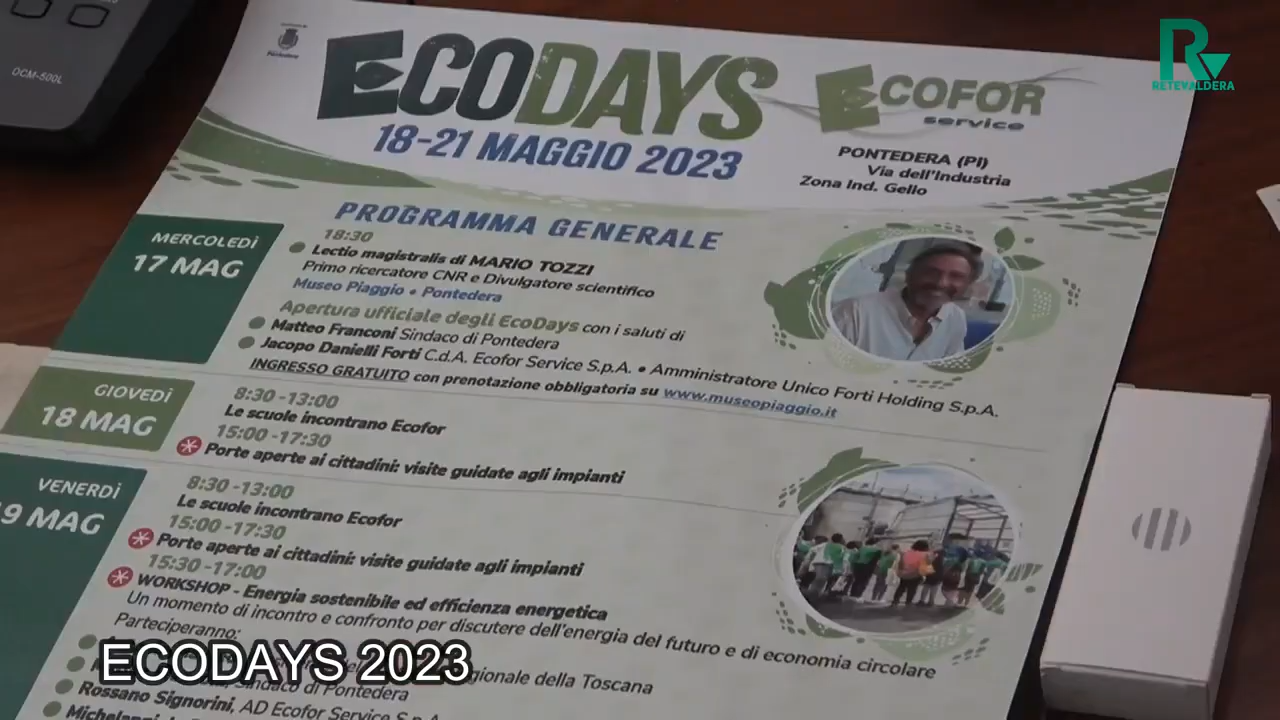 OCM-500L
Pontedera
ECODAYS
18-21 MAGGIO 2023
ECOFOR
service
PONTEDERA (PI)
Via dell'Industria
Zona Ind. Gello
RETEVALDERA
PROGRAMMA GENERALE
MERCOLEDÌ
17 MAG
18:30
Lectio magistralis di MARIO TOZZI
Primo ricercatore CNR e Divulgatore scientifico
Museo Piaggio • Pontedera
Apertura ufficiale degli EcoDays con i saluti di
Matteo Franconi Sindaco di Pontedera
Jacopo Danielli Forti C.d.A. Ecofor Service S.p.A. • Amministratore Unico Forti Holding S.p.A.
INGRESSO GRATUITO con prenotazione obbligatoria su www.museopiaggio.it
GIOVEDÌ
18 MAG
8:30 -13:00
Le scuole incontrano Ecofor
15:00 -17:30
Porte aperte ai cittadini: visite guidate agli impianti
VENERDÌ
9 MAG
8:30 -13:00
Le scuole incontrano Ecofor
15:00 -17:30
Porte aperte ai cittadini: visite guidate agli impianti
15:30 -17:00
WORKSHOP - Energia sostenibile ed efficienza energetica
Un momento di incontro e confronto per discutere dell'energia del futuro e di economia circolare
Parteciperanno:
gionale della Toscana
Sindaco di Pontedera
Rossano Signorini, AD Ecofor Service S.p.A.
ECODAYS 2023